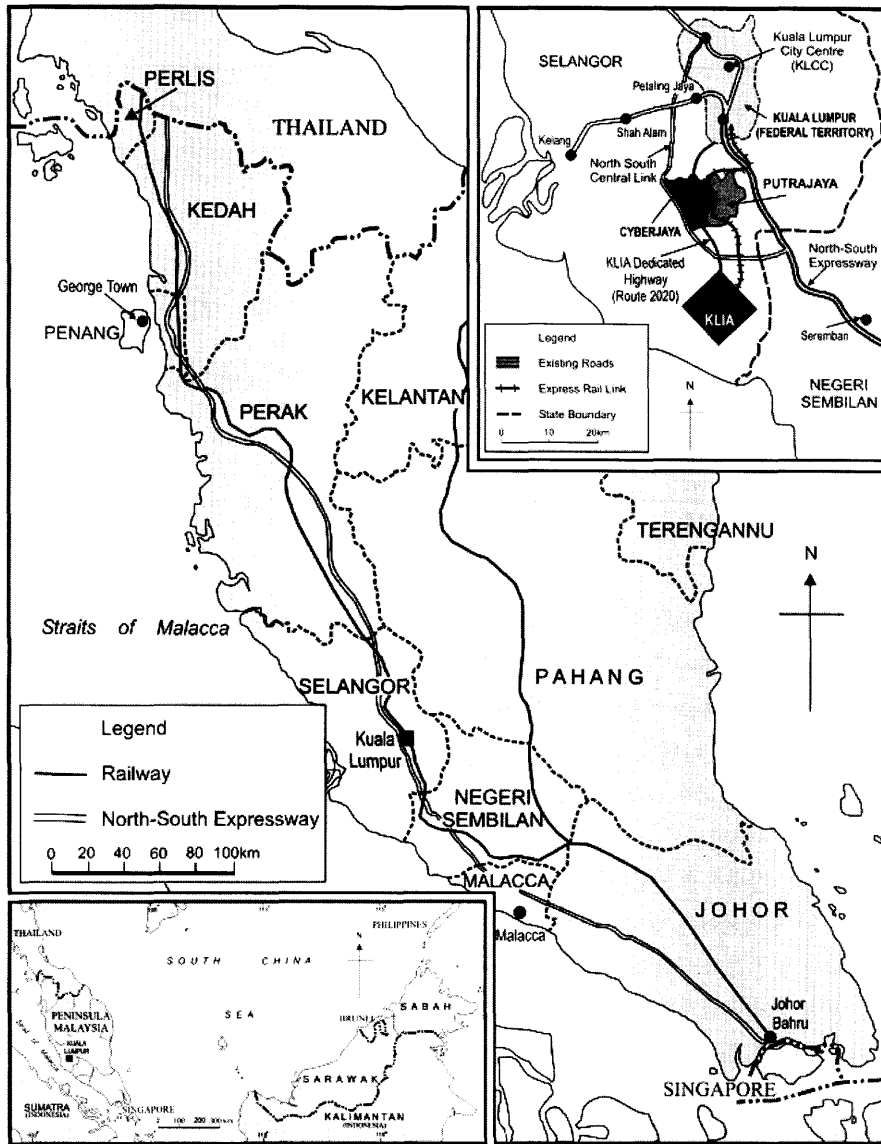 PERLIS
THAILAND
KEDAH
George Town
PENANG
PERAK
KELANTAN
TERENGANNU
N
Straits of Malacca
PAHANG
SELANGOR
Kuala
Lumpur
NEGERI
SEMBILAN
MALACCA
Malacca
JOHOR
Johor
Bahru
SINGAPORE
Legend
Railway
North-South Expressway
0 20 40 60 80 100km
SELANGOR
Kuala Lumpur
City Centre
(KLCC)
Petaling Jaya
Kelang
Shah Alam
KUALA LUMPUR
(FEDERAL TERRITORY)
North South
Central Link
PUTRAJAYA
CYBERJAYA
KLIA Dedicated
Highway
(Route 2020)
North-South
Expressway
KLIA
Seremban
NEGERI
SEMBILAN
Legend
Existing Roads
Express Rail Link
State Boundary
0 10 20km
N
THAILAND
PHILIPPINES
SOUTH CHINA
SEA
N
PENINSULA
MALAYSIA
KUALA
LUMPUR
BRUNEI
SABAH
SARAWAK
SUMATRA
(INDONESIA)
SINGAPORE
KALIMANTAN
(INDONESIA)